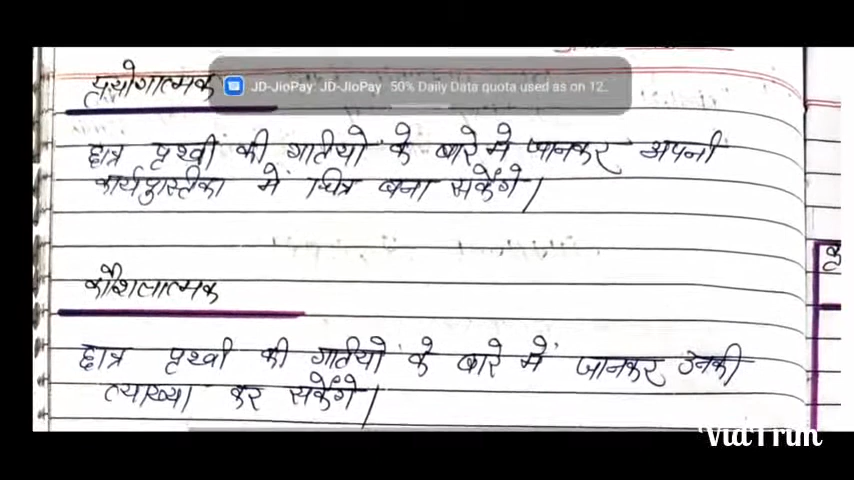 प्रयोगात्मक
JD-JioPay: JD-JIoPay 50% Daily Data quota used as on 12..
छात्र पृथ्वी की गतियों के बारे मे जानकर अपनी
कार्यपुस्तिका में चित्र बना सकेंगे।
कौशलात्मक
छात्र पृथ्वी की गतियों के बारे में जानकर उनकी
व्याख्या कर सकेंगे।
VidTrim